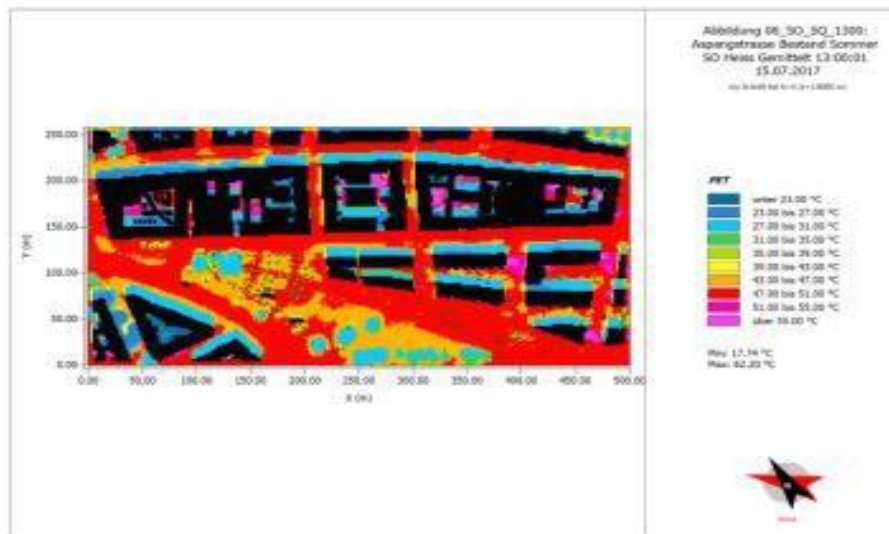 Abbildung 06_SO_SQ_1300:
Aspangstrasse Bestand Sommer
SO Heiss Gemittelt 13:00:01
15.07.2017
PET
unter 23.00 °C
23.00 bis 27.00 °C
27.00 bis 31.00 °C
31.00 bis 35.00 °C
35.00 bis 39.00 °C
39.00 bis 43.00 °C
43.00 bis 47.00 °C
47.00 bis 51.00 °C
51.00 bis 55.00 °C
über 55.00 °C
Min: 17.74 °C
Max: 62.20 °C
250.00
200.00
150.00
100.00
50.00
0.00
Y (m)
0.00 50.00 100.00 150.00 200.00 250.00 300.00 350.00 400.00 450.00 500.00
X (m)